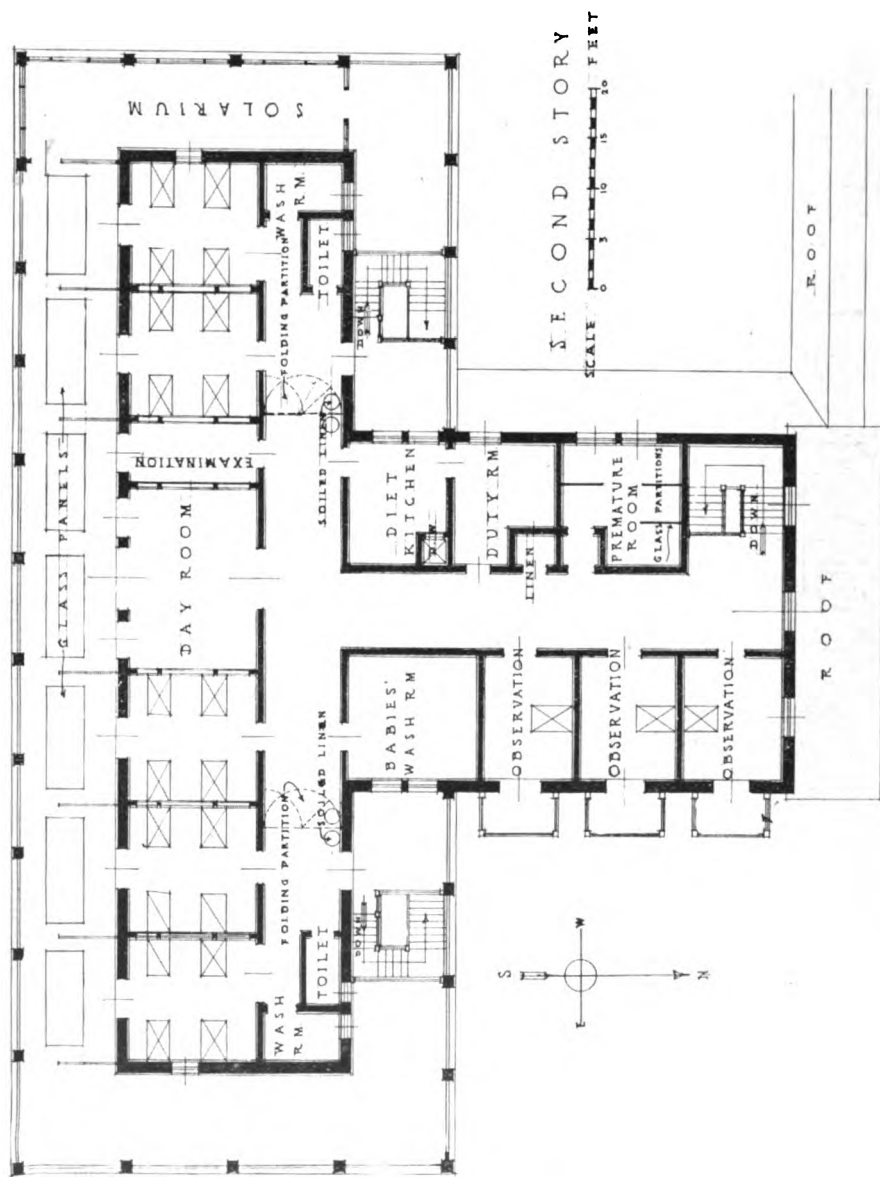 SOLARIUM
GLASS PANELS
WASH
RM.
FOLDING PARTITION
TOILET
DOWN
EXAMINATION
SOILED LINEN
DAY ROOM
DIET
KITCHEN
DUTY RM
LINEN
PREMATURE
ROOM
GLASS PARTITIONS
DOWN
SOILED LINEN
FOLDING PARTITION
BABIES'
WASH RM
OBSERVATION
OBSERVATION
OBSERVATION
WASH
RM
TOILET
DOWN
ROOF
ROOF
S
E
W
N
SECOND STORY
SCALE
0 5 10 15 20
FEET